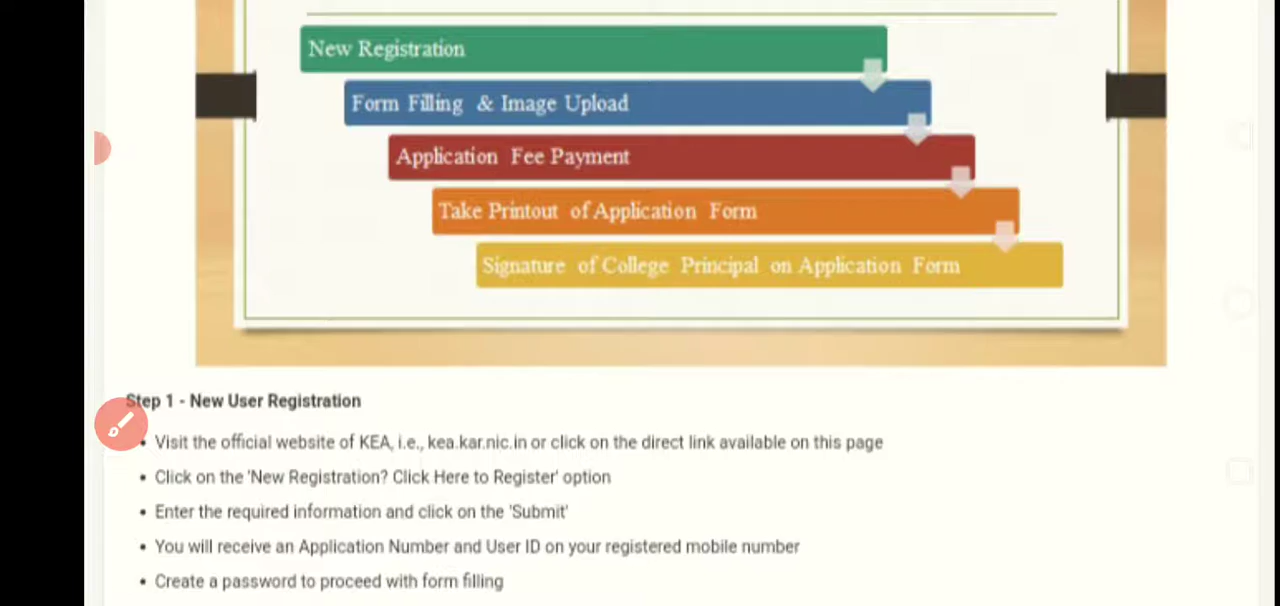 New Registration
Form Filling & Image Upload
Application Fee Payment
Take Printout of Application Form
Signature of College Principal on Application Form
Step 1 - New User Registration
• Visit the official website of KEA, i.e., kea.kar.nic.in or click on the direct link available on this page
• Click on the 'New Registration? Click Here to Register' option
• Enter the required information and click on the 'Submit'
• You will receive an Application Number and User ID on your registered mobile number
• Create a password to proceed with form filling